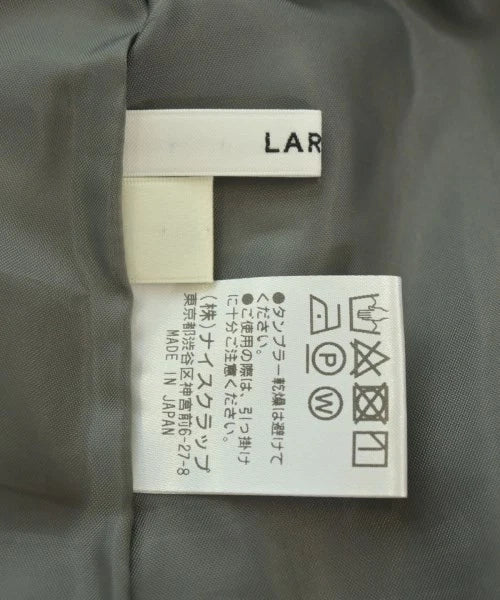 LAR
●タンブラー乾燥は避けて
ください。
●ご使用の際は、引っ掛け
に十分ご注意ください。
(株)ナイスクラップ
東京都渋谷区神宮前6-27-8
MADE IN JAPAN
P
W